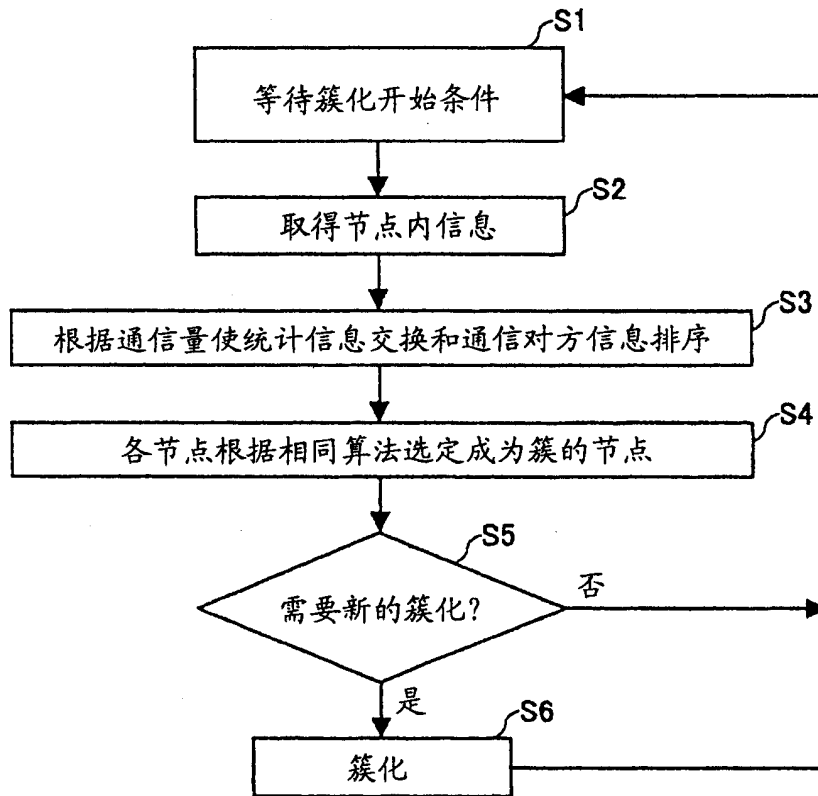 S1
等待簇化开始条件
S2
取得节点内信息
S3
根据通信量使统计信息交换和通信对方信息排序
S4
各节点根据相同算法选定成为簇的节点
S5
需要新的簇化?
否
是
S6
簇化